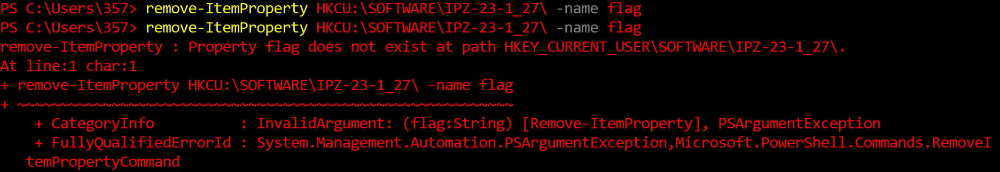 PS C:\Users\357> remove-ItemProperty HKCU:\SOFTWARE\IPZ-23-1_27\ -name flag
PS C:\Users\357> remove-ItemProperty HKCU:\SOFTWARE\IPZ-23-1_27\ -name flag
remove-ItemProperty : Property flag does not exist at path HKEY_CURRENT_USER\SOFTWARE\IPZ-23-1_27\.
At line:1 char:1
+ remove-ItemProperty HKCU:\SOFTWARE\IPZ-23-1_27\ -name flag
+ ~~~~~~~~~~~~~~~~~~~~~~~~~~~~~~~~~~~~~~~~~~~~~~~~~~~~~~~~~~
    + CategoryInfo          : InvalidArgument: (flag:String) [Remove-ItemProperty], PSArgumentException
    + FullyQualifiedErrorId : System.Management.Automation.PSArgumentException,Microsoft.PowerShell.Commands.RemoveI
   temPropertyCommand